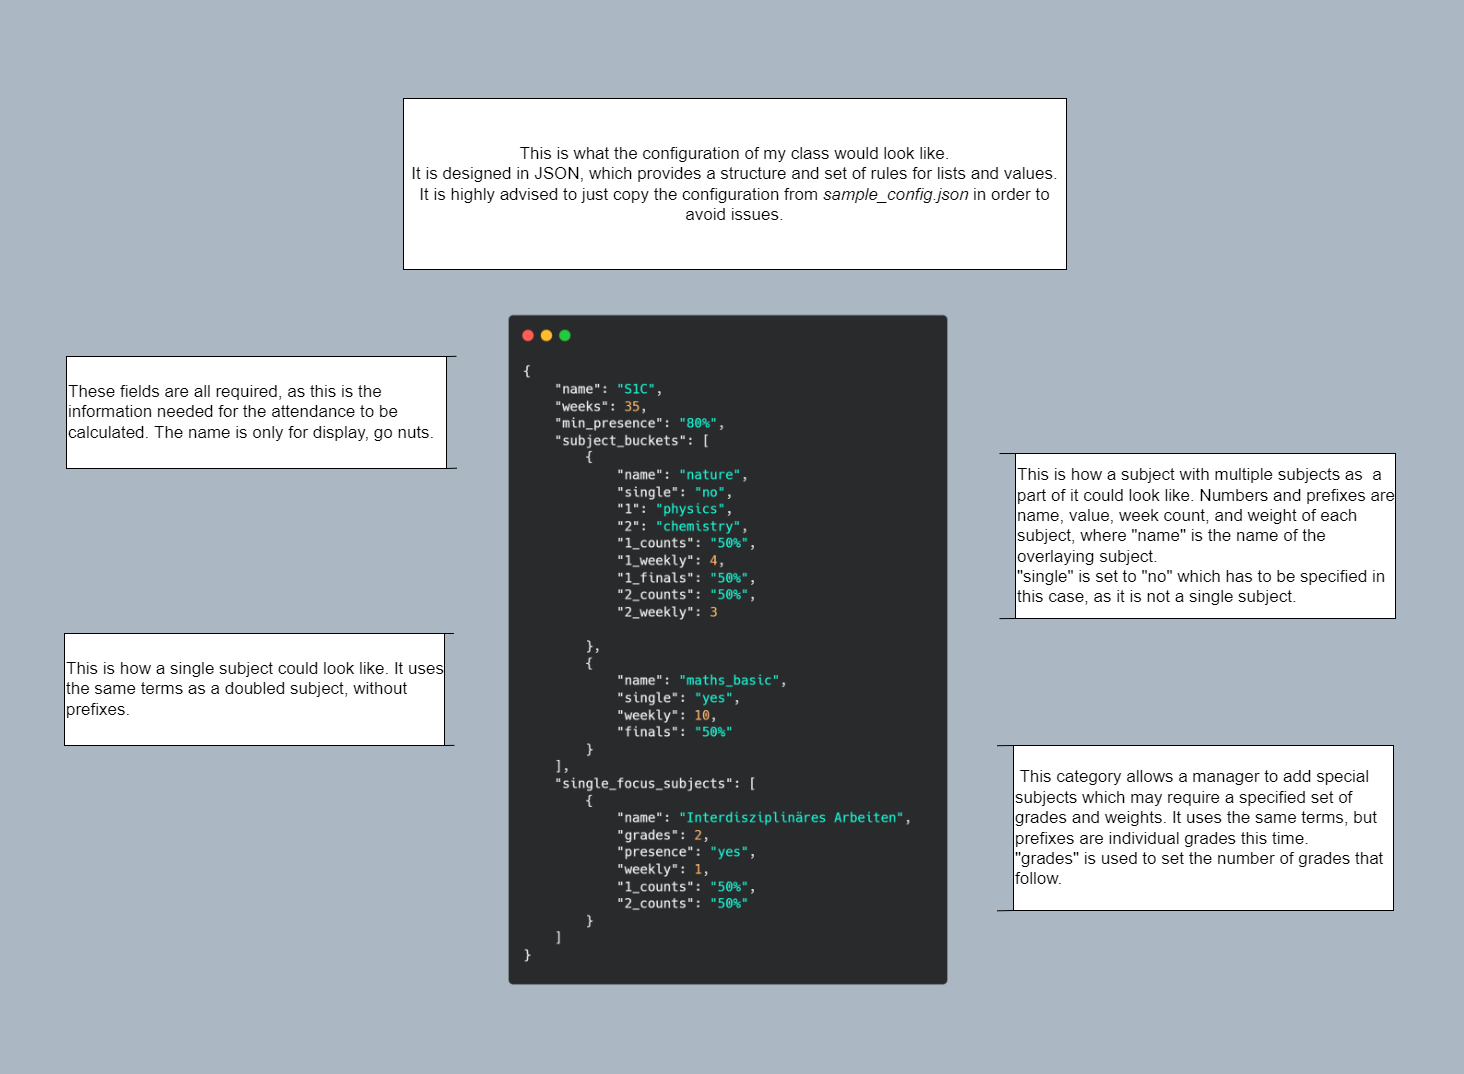 This is what the configuration of my class would look like.
It is designed in JSON, which provides a structure and set of rules for lists and values.
It is highly advised to just copy the configuration from sample_config.json in order to
avoid issues.
These fields are all required, as this is the
information needed for the attendance to be
calculated. The name is only for display, go nuts.
This is how a single subject could look like. It uses
the same terms as a doubled subject, without
prefixes.
{
    "name": "S1C",
    "weeks": 35,
    "min_presence": "80%",
    "subject_buckets": [
        {
            "name": "nature",
            "single": "no",
            "1": "physics",
            "2": "chemistry",
            "1_counts": "50%",
            "1_weekly": 4,
            "1_finals": "50%",
            "2_counts": "50%",
            "2_weekly": 3
        },
        {
            "name": "maths_basic",
            "single": "yes",
            "weekly": 10,
            "finals": "50%"
        }
    ],
    "single_focus_subjects": [
        {
            "name": "Interdisziplinäres Arbeiten",
            "grades": 2,
            "presence": "yes",
            "weekly": 1,
            "1_counts": "50%",
            "2_counts": "50%"
        }
    ]
}
This is how a subject with multiple subjects as  a
part of it could look like. Numbers and prefixes are
name, value, week count, and weight of each
subject, where "name" is the name of the
overlaying subject.
"single" is set to "no" which has to be specified in
this case, as it is not a single subject.
This category allows a manager to add special
subjects which may require a specified set of
grades and weights. It uses the same terms, but
prefixes are individual grades this time.
"grades" is used to set the number of grades that
follow.